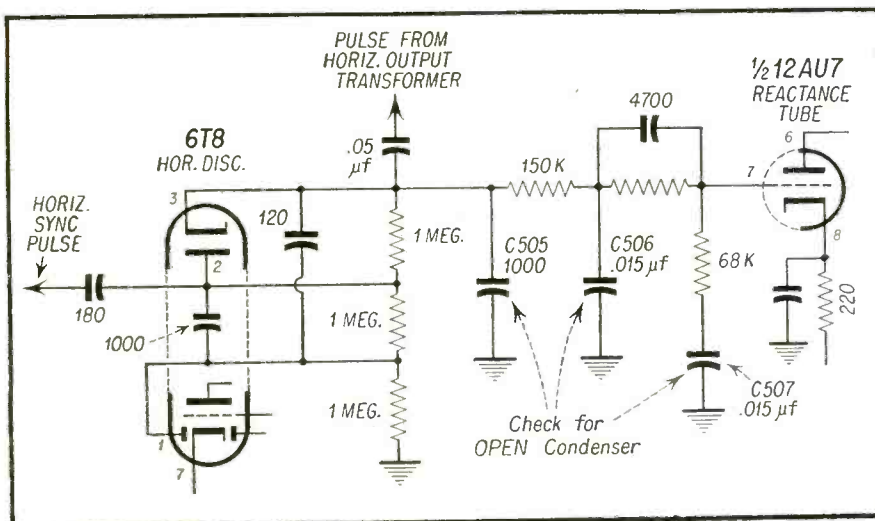 PULSE FROM
HORIZ. OUTPUT
TRANSFORMER
½ 12AU7
REACTANCE
TUBE
6T8
HOR. DISC.
.05
μf
4700
6
3
150 K
7
HORIZ.
SYNC
PULSE
120
1 MEG.
8
2
C505
1000
C506
.015 μf
68 K
220
180
1000
1 MEG.
1 MEG.
C507
.015 μf
Check for
OPEN Condenser
1
7